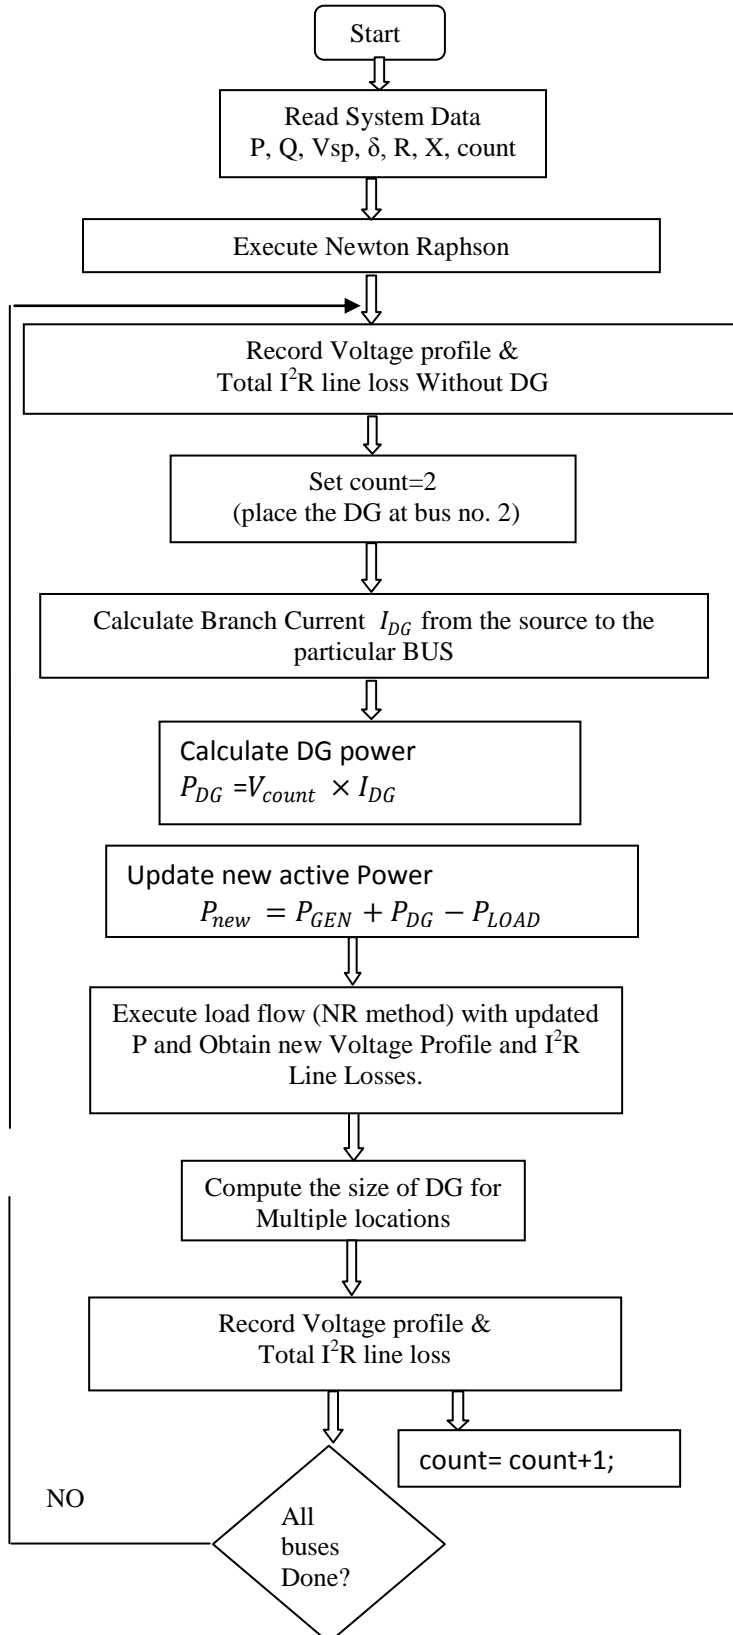 Start
Read System Data
P, Q, Vsp, δ, R, X, count
Execute Newton Raphson
Record Voltage profile &
Total I²R line loss Without DG
Set count=2
(place the DG at bus no. 2)
Calculate Branch Current I_DG from the source to the
particular BUS
Calculate DG power
P_DG =V_count × I_DG
Update new active Power
P_new = P_GEN + P_DG − P_LOAD
Execute load flow (NR method) with updated
P and Obtain new Voltage Profile and I²R
Line Losses.
Compute the size of DG for
Multiple locations
Record Voltage profile &
Total I²R line loss
count= count+1;
NO
All
buses
Done?